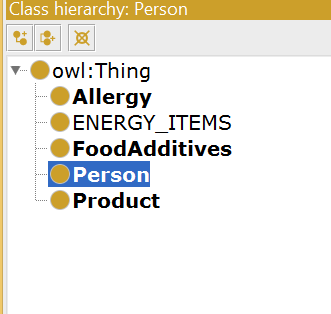 Class hierarchy: Person
owl:Thing
Allergy
ENERGY_ITEMS
FoodAdditives
Person
Product